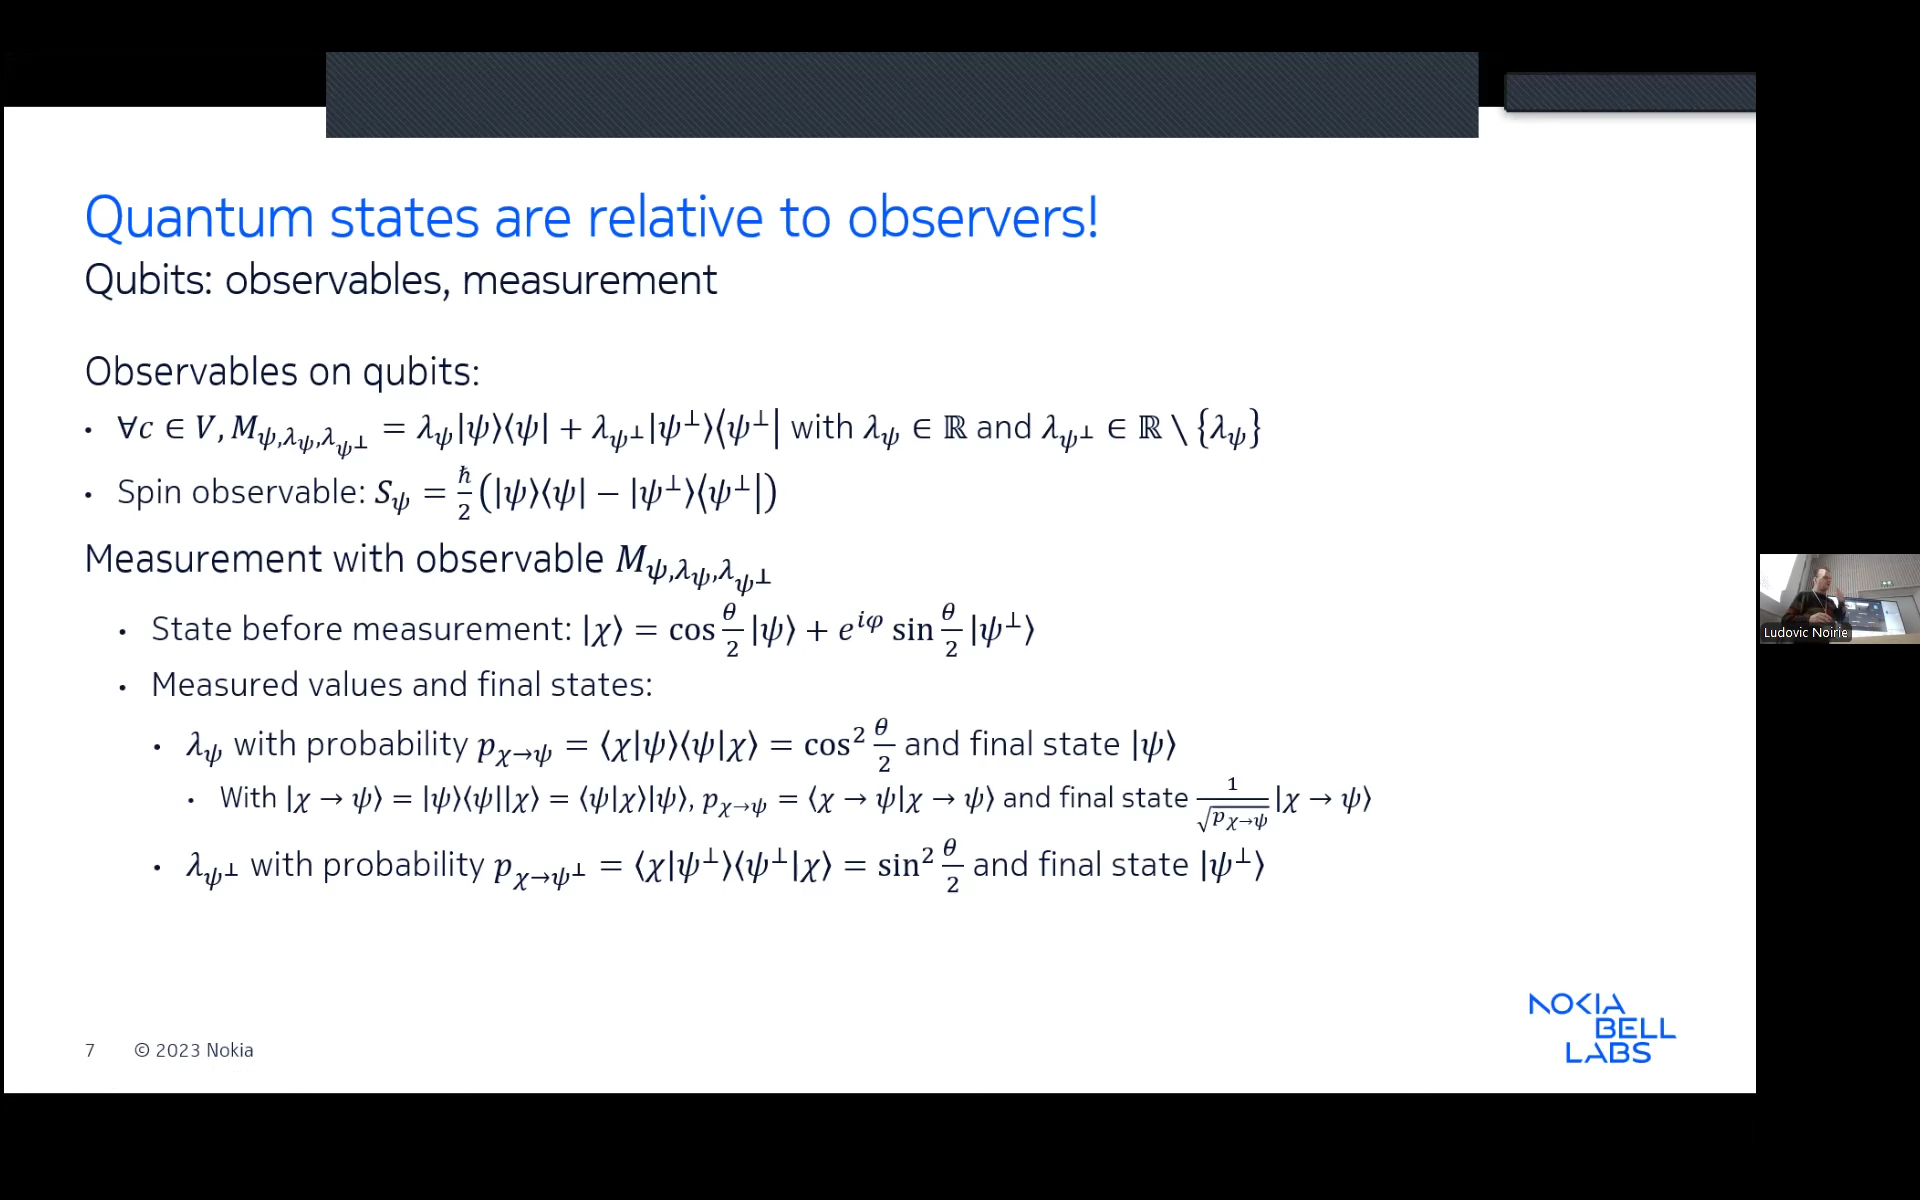 Quantum states are relative to observers!
Qubits: observables, measurement
Observables on qubits:
• ∀c ∈ V, M_{ψ,λ_ψ,λ_{ψ⊥}} = λ_ψ|ψ⟩⟨ψ| + λ_{ψ⊥}|ψ^⊥⟩⟨ψ^⊥| with λ_ψ ∈ ℝ and λ_{ψ⊥} ∈ ℝ \ {λ_ψ}
• Spin observable: S_ψ = ħ/2 (|ψ⟩⟨ψ| − |ψ^⊥⟩⟨ψ^⊥|)
Measurement with observable M_{ψ,λ_ψ,λ_{ψ⊥}}
• State before measurement: |χ⟩ = cos θ/2 |ψ⟩ + e^{iφ} sin θ/2 |ψ^⊥⟩
• Measured values and final states:
• λ_ψ with probability p_{χ→ψ} = ⟨χ|ψ⟩⟨ψ|χ⟩ = cos² θ/2 and final state |ψ⟩
• With |χ → ψ⟩ = |ψ⟩⟨ψ||χ⟩ = ⟨ψ|χ⟩|ψ⟩, p_{χ→ψ} = ⟨χ → ψ|χ → ψ⟩ and final state 1/√p_{χ→ψ} |χ → ψ⟩
• λ_{ψ⊥} with probability p_{χ→ψ⊥} = ⟨χ|ψ^⊥⟩⟨ψ^⊥|χ⟩ = sin² θ/2 and final state |ψ^⊥⟩
Ludovic Noirie
7 © 2023 Nokia
NOKIA
BELL
LABS